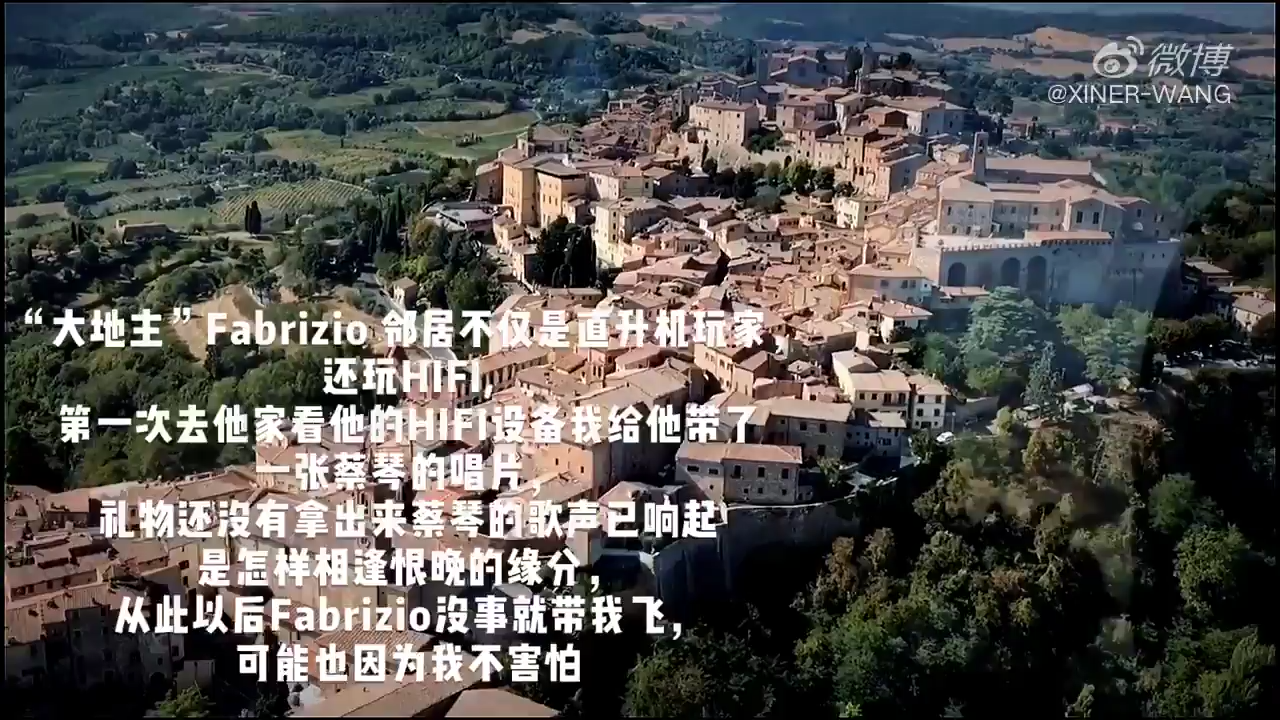 微博
@XINER-WANG
“大地主”Fabrizio 邻居不仅是直升机玩家，
还玩HIFI，
第一次去他家看他的HIFI设备我给他带了
一张蔡琴的唱片，
礼物还没有拿出来蔡琴的歌声已响起
是怎样相逢恨晚的缘分，
从此以后Fabrizio没事就带我飞，
可能也因为我不害怕